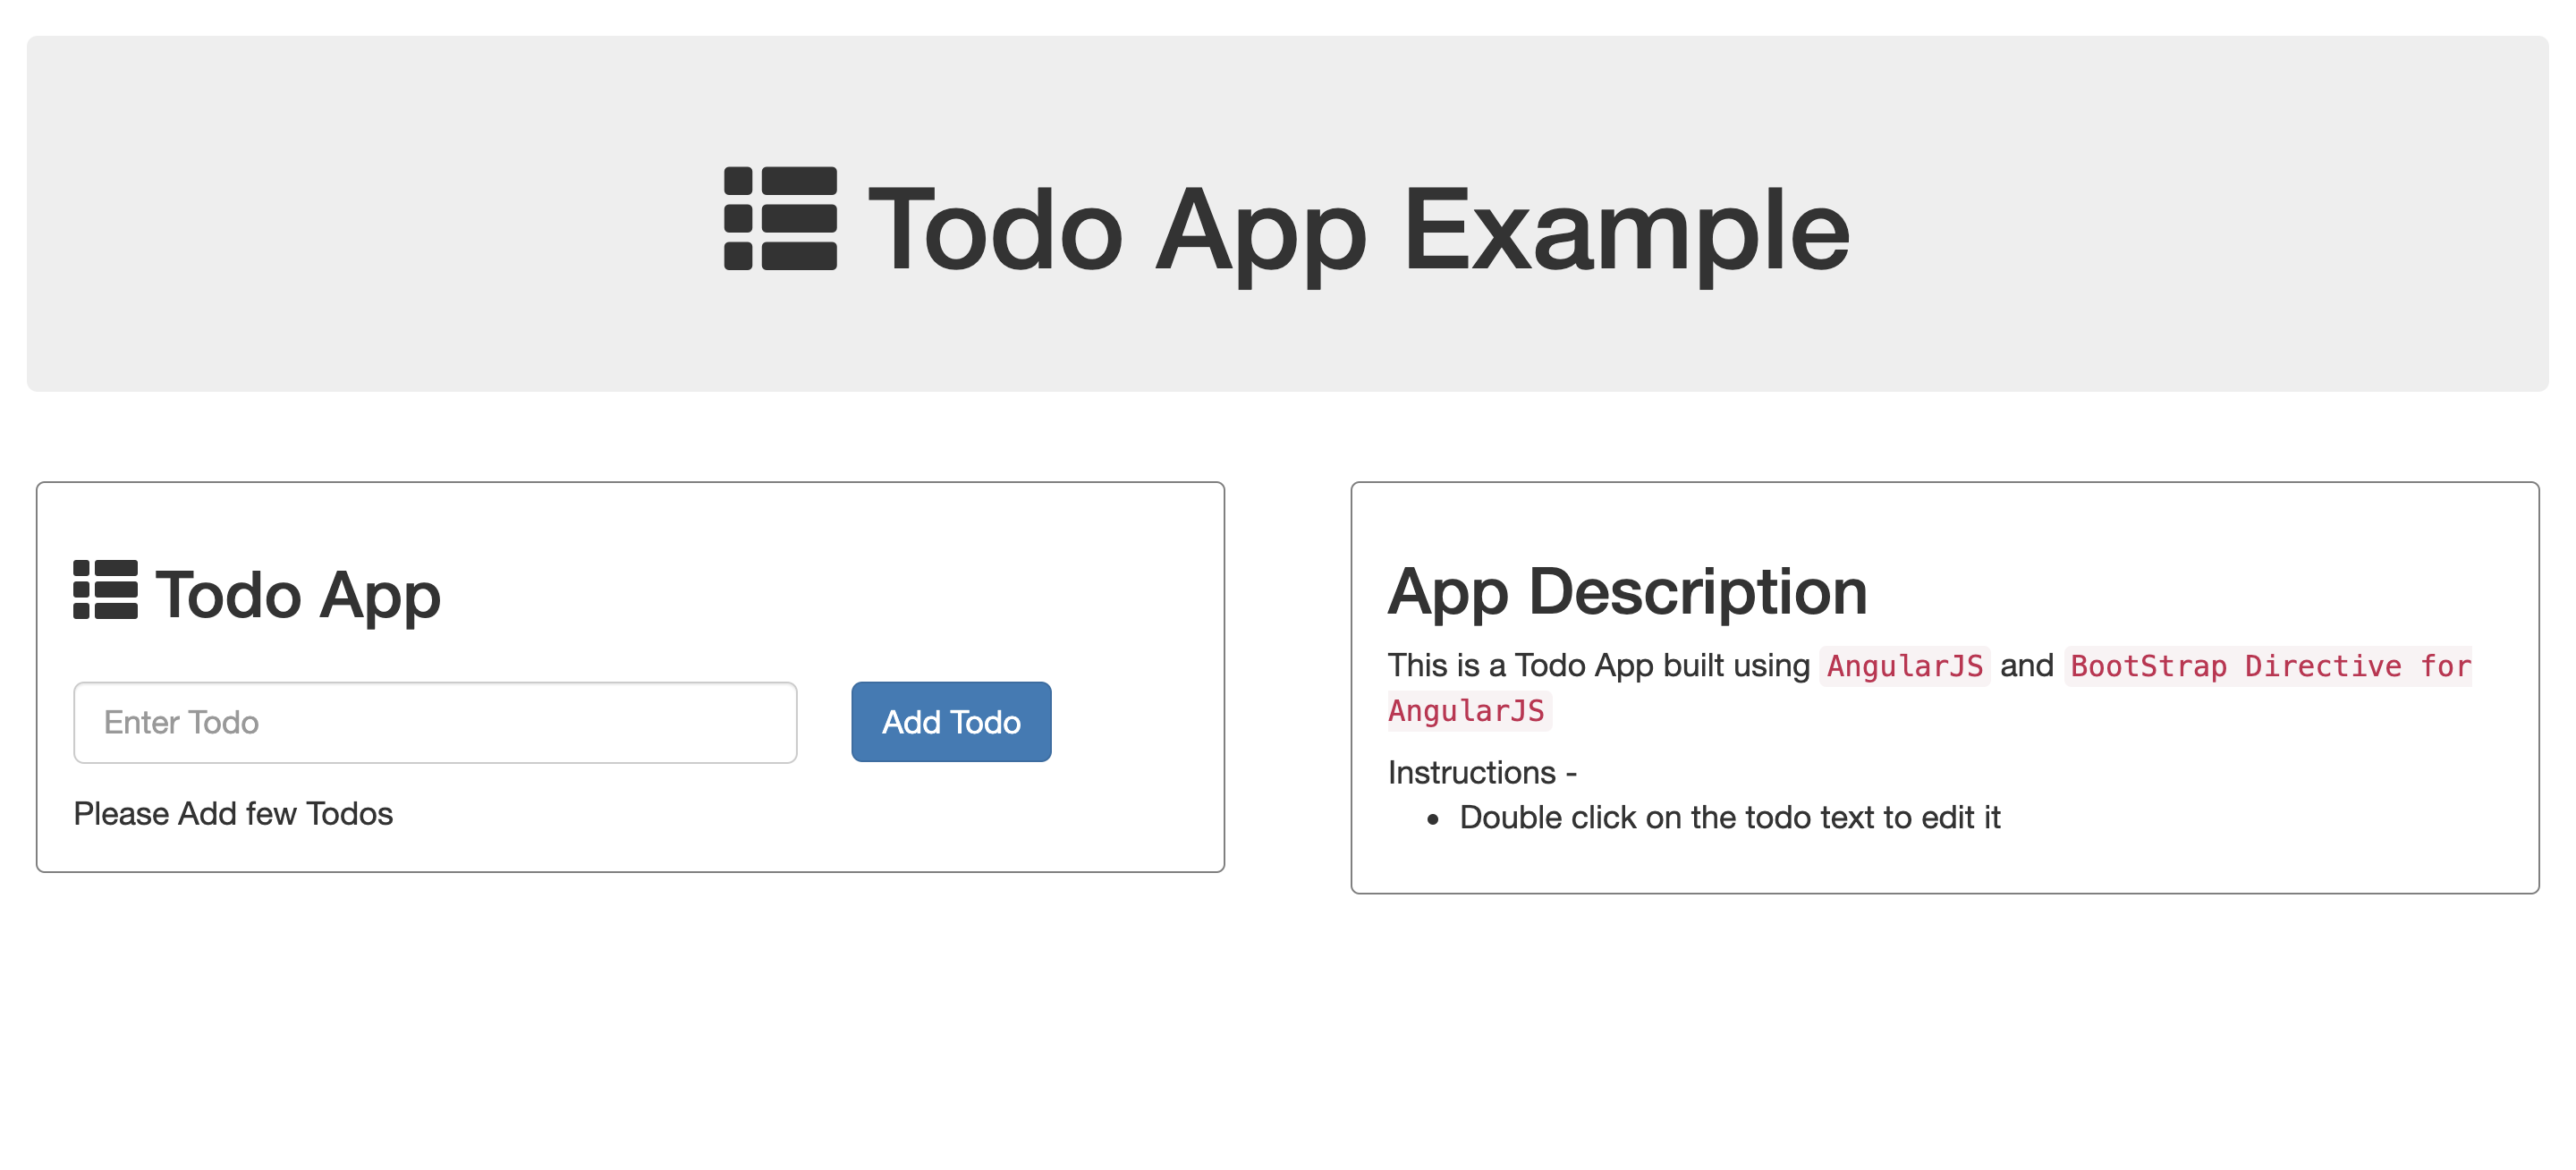 Todo App Example
Todo App
Enter Todo
Add Todo
Please Add few Todos
App Description
This is a Todo App built using AngularJS and BootStrap Directive for
AngularJS
Instructions -
Double click on the todo text to edit it